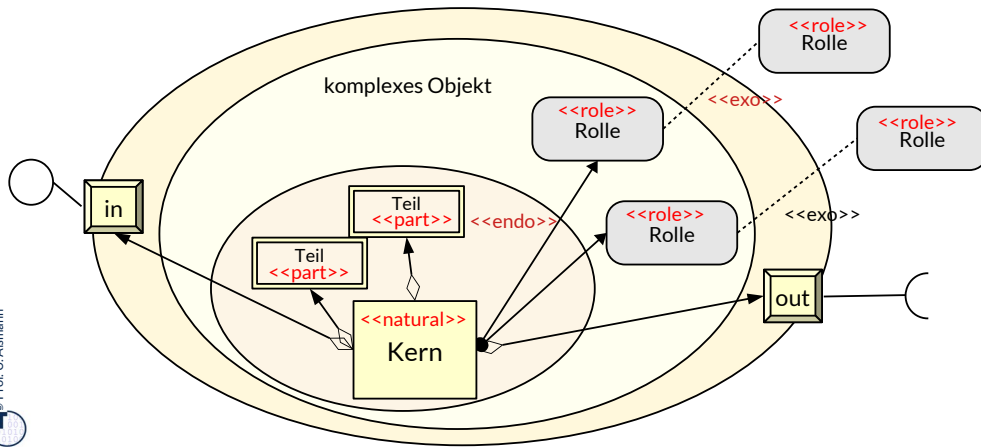 <<role>>
Rolle
komplexes Objekt
<<exo>>
<<role>>
Rolle
<<role>>
Rolle
in
Teil
<<part>>
<<endo>>
<<role>>
Rolle
<<exo>>
Teil
<<part>>
out
<<natural>>
Kern